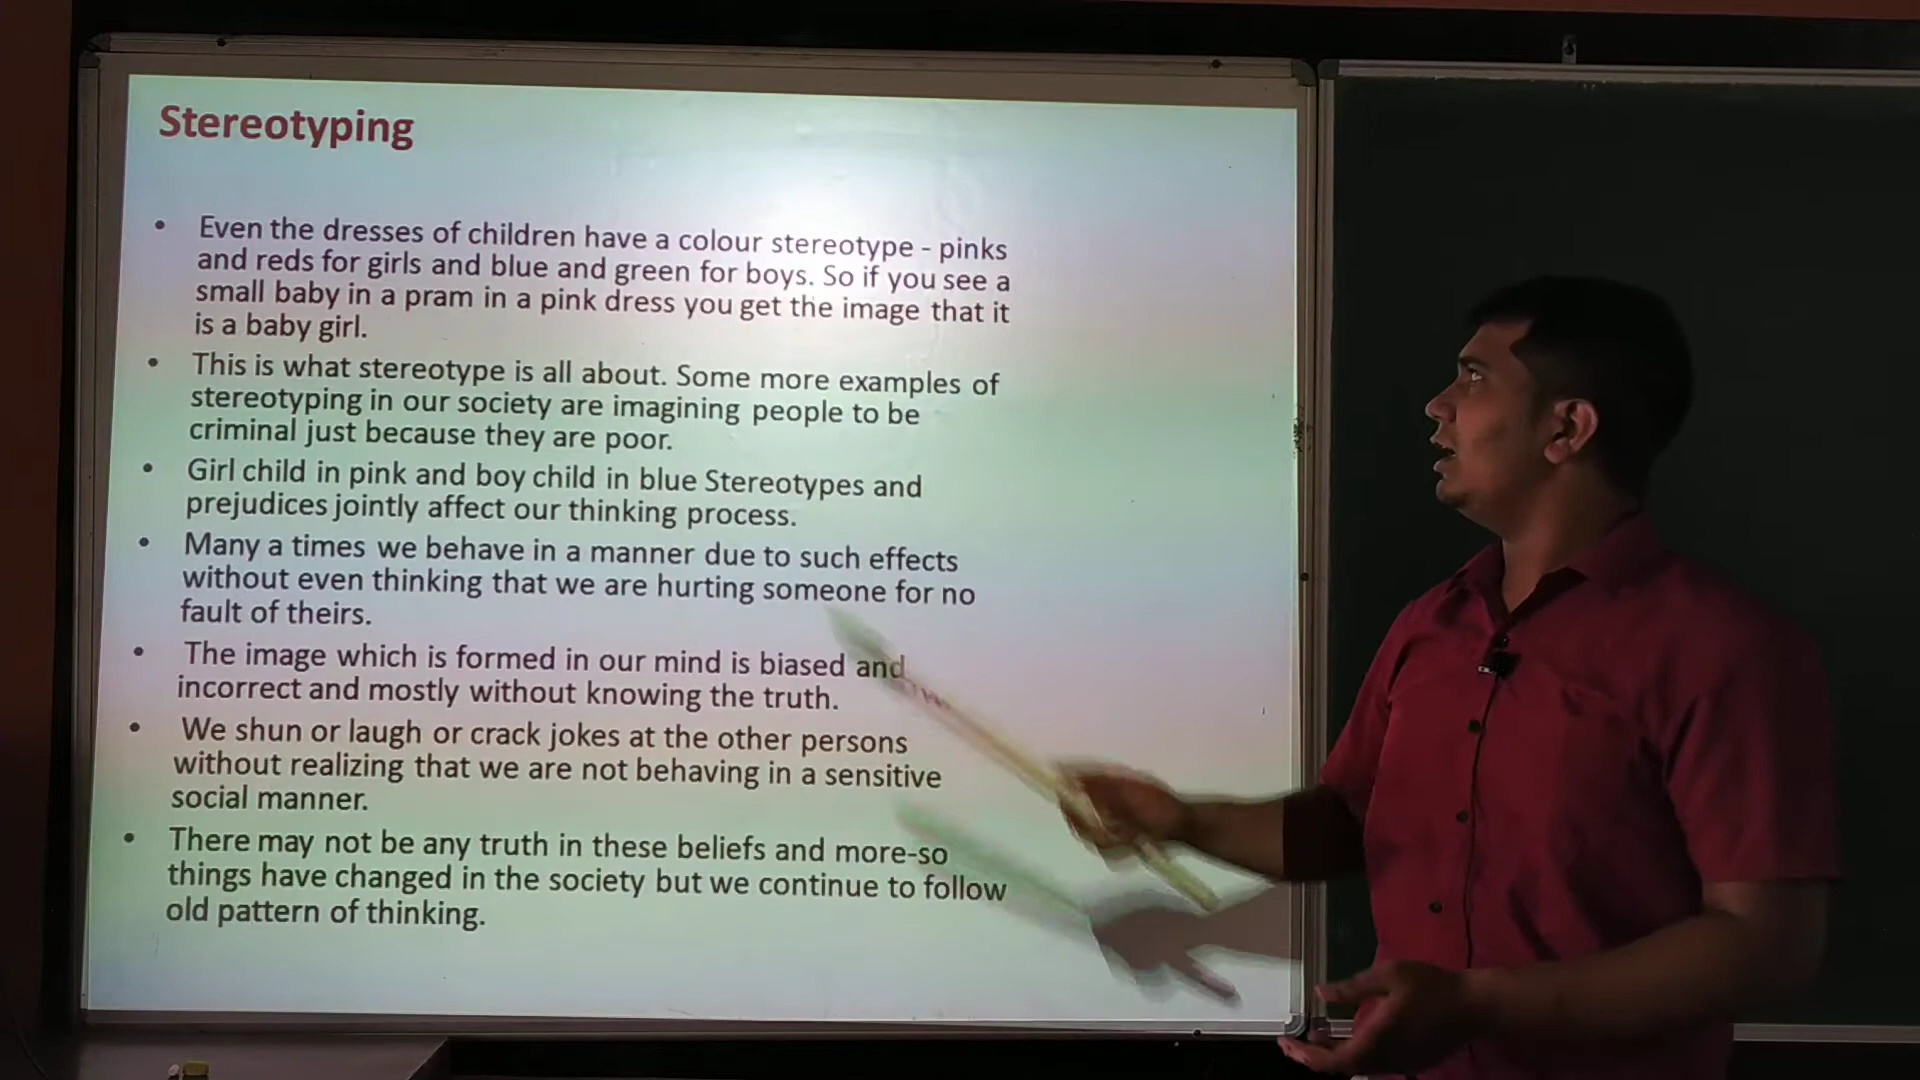 Stereotyping
• Even the dresses of children have a colour stereotype - pinks
and reds for girls and blue and green for boys. So if you see a
small baby in a pram in a pink dress you get the image that it
is a baby girl.
• This is what stereotype is all about. Some more examples of
stereotyping in our society are imagining people to be
criminal just because they are poor.
• Girl child in pink and boy child in blue Stereotypes and
prejudices jointly affect our thinking process.
• Many a times we behave in a manner due to such effects
without even thinking that we are hurting someone for no
fault of theirs.
• The image which is formed in our mind is biased and
incorrect and mostly without knowing the truth.
• We shun or laugh or crack jokes at the other persons
without realizing that we are not behaving in a sensitive
social manner.
• There may not be any truth in these beliefs and more-so
things have changed in the society but we continue to follow
old pattern of thinking.